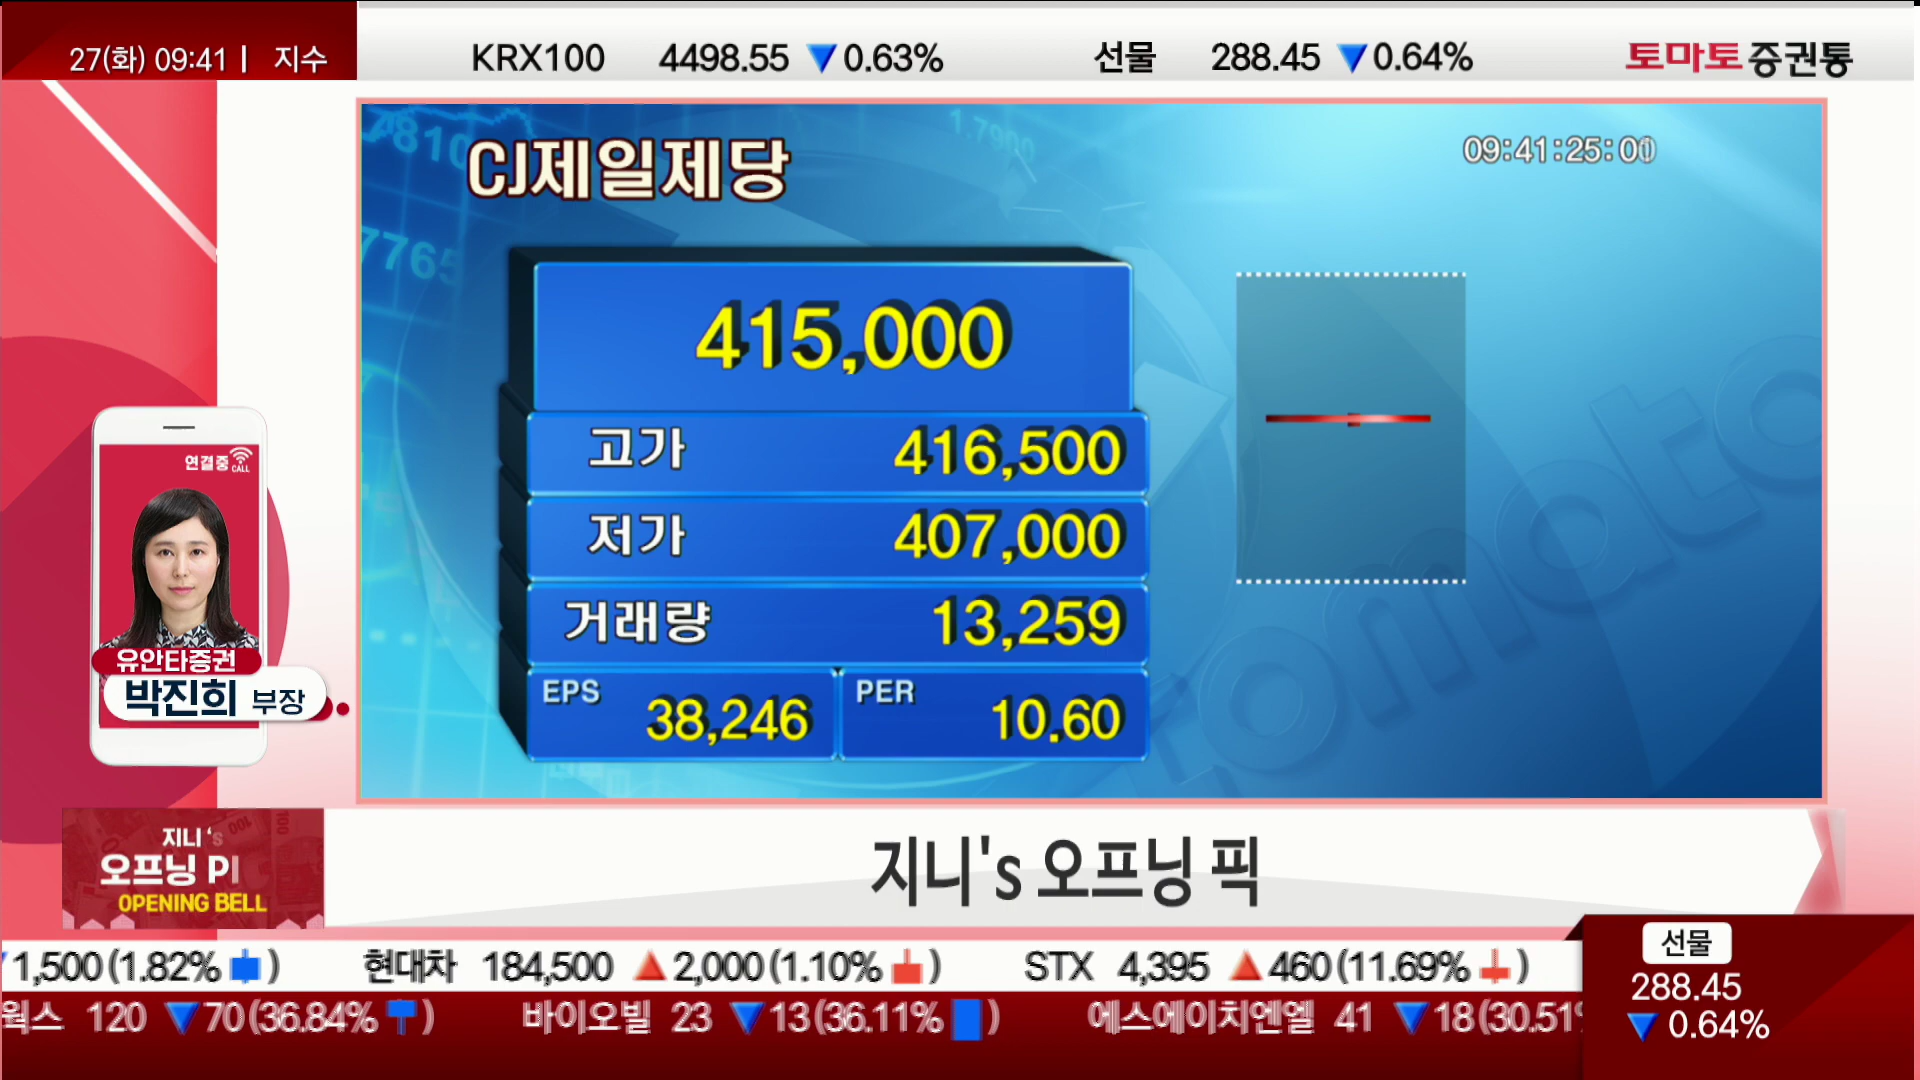 27(화) 09:41 | 지수
KRX100 4498.55 ▼0.63% 선물 288.45 ▼0.64%
토마토증권통
CJ제일제당
09:41:25:00
415,000
고가 416,500
저가 407,000
거래량 13,259
EPS 38,246 PER 10.60
tomato
연결중
CALL
유안타증권
박진희 부장
지니's
오프닝 PI
OPENING BELL
지니's 오프닝 픽
1,500(1.82% ) 현대차 184,500 ▲2,000(1.10% ) STX 4,395 ▲460(11.69% )
웍스 120 ▼70(36.84% ) 바이오빌 23 ▼13(36.11% ) 에스에이치엔엘 41 ▼18(30.51%
선물
288.45
▼ 0.64%